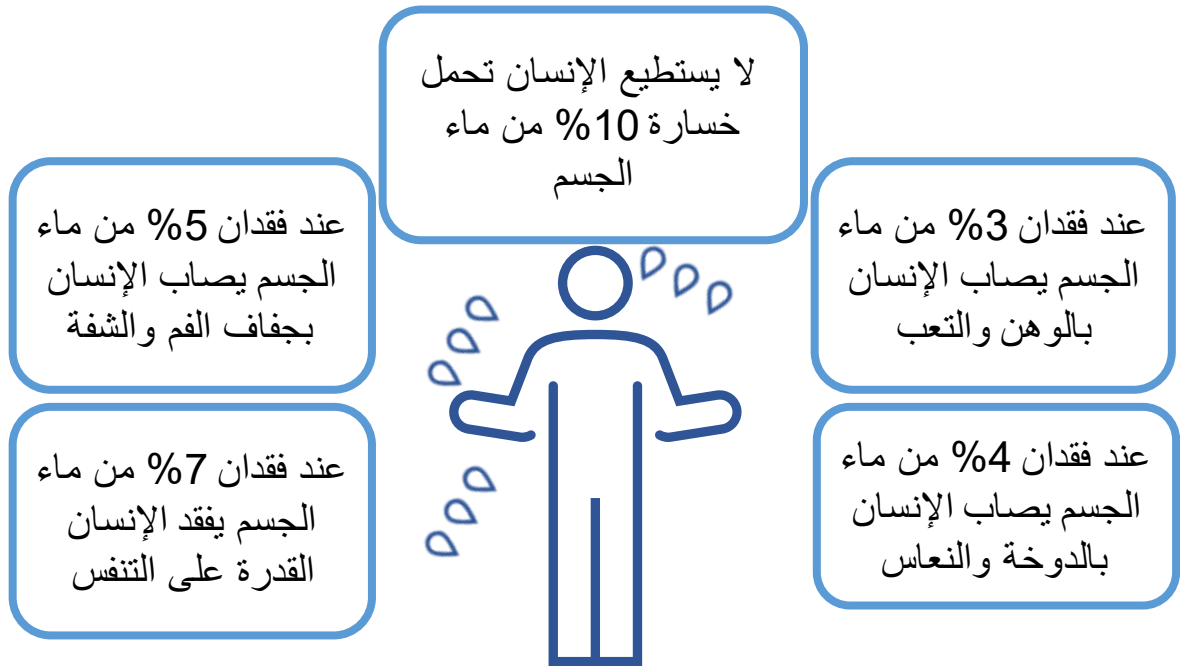 لا يستطيع الإنسان تحمل
خسارة 10% من ماء
الجسم
عند فقدان 3% من ماء
الجسم يصاب الإنسان
بالوهن والتعب
عند فقدان 4% من ماء
الجسم يصاب الإنسان
بالدوخة والنعاس
عند فقدان 5% من ماء
الجسم يصاب الإنسان
بجفاف الفم والشفة
عند فقدان 7% من ماء
الجسم يفقد الإنسان
القدرة على التنفس